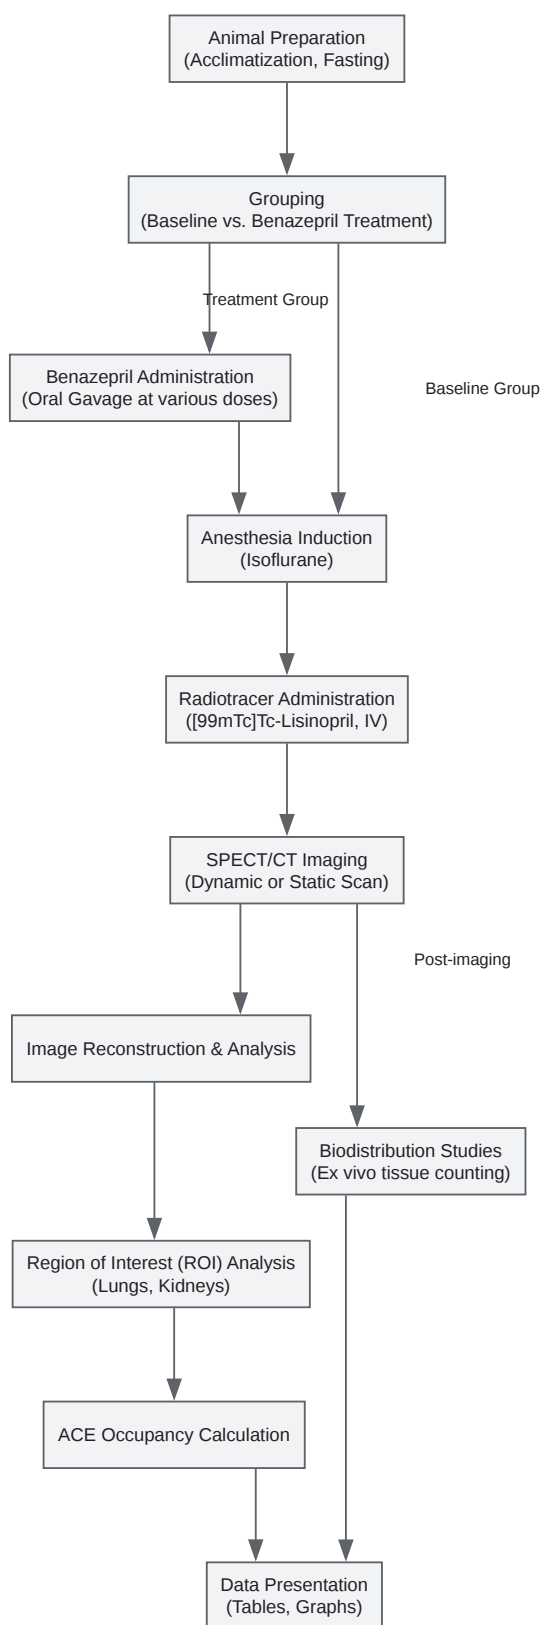 Animal Preparation
(Acclimatization, Fasting)
Grouping
(Baseline vs. Benazepril Treatment)
Treatment Group
Benazepril Administration
(Oral Gavage at various doses)
Baseline Group
Anesthesia Induction
(Isoflurane)
Radiotracer Administration
([99mTc]Tc-Lisinopril, IV)
SPECT/CT Imaging
(Dynamic or Static Scan)
Post-imaging
Image Reconstruction & Analysis
Biodistribution Studies
(Ex vivo tissue counting)
Region of Interest (ROI) Analysis
(Lungs, Kidneys)
ACE Occupancy Calculation
Data Presentation
(Tables, Graphs)